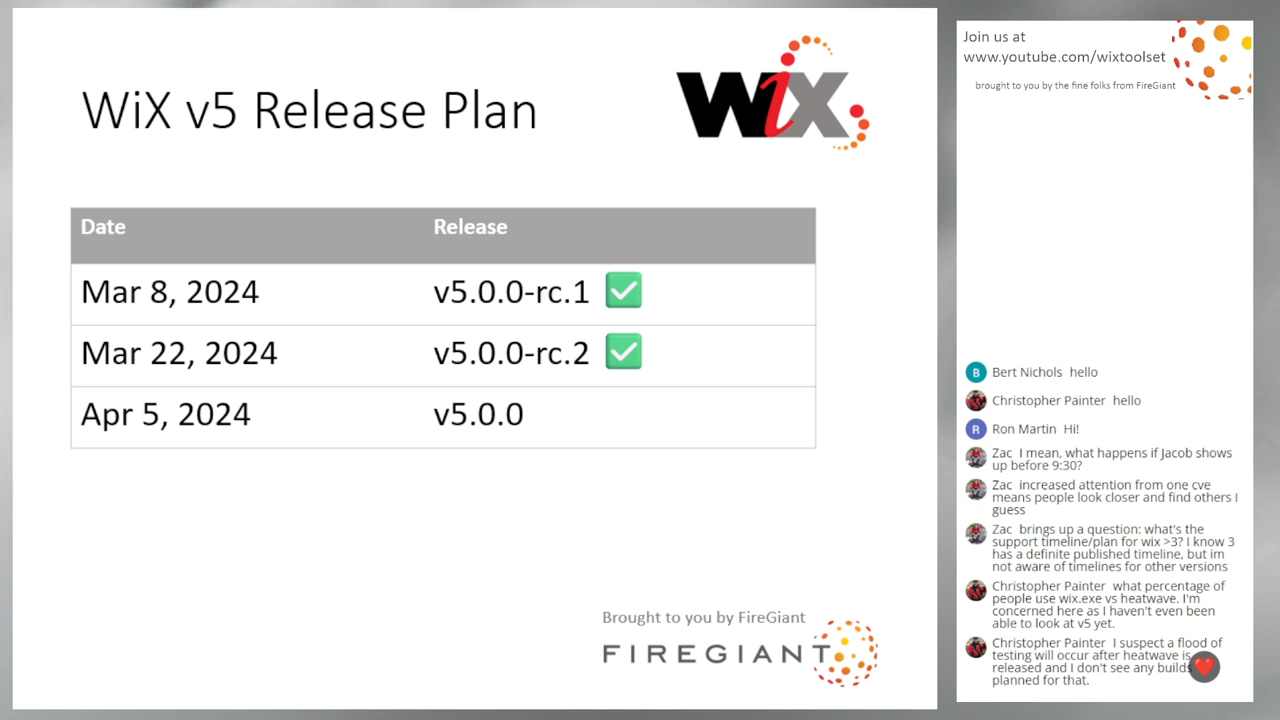 WiX v5 Release Plan
WiX
Date Release
Mar 8, 2024 v5.0.0-rc.1 ✅
Mar 22, 2024 v5.0.0-rc.2 ✅
Apr 5, 2024 v5.0.0
Brought to you by FireGiant
FIREGIANT
Join us at
www.youtube.com/wixtoolset
brought to you by the fine folks from FireGiant
B Bert Nichols hello
Christopher Painter hello
R Ron Martin Hi!
Zac I mean, what happens if Jacob shows
up before 9:30?
Zac increased attention from one cve
means people look closer and find others I
guess
Zac brings up a question: what's the
support timeline/plan for wix >3? I know 3
has a definite published timeline, but im
not aware of timelines for other versions
Christopher Painter what percentage of
people use wix.exe vs heatwave. I'm
concerned here as I haven't even been
able to look at v5 yet.
Christopher Painter I suspect a flood of
testing will occur after heatwave is
released and I don't see any builds
planned for that.